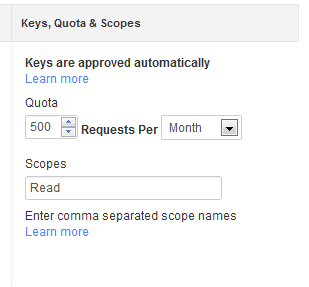 Keys, Quota & Scopes
Keys are approved automatically
Learn more
Quota
500 Requests Per Month
Scopes
Read
Enter comma separated scope names
Learn more